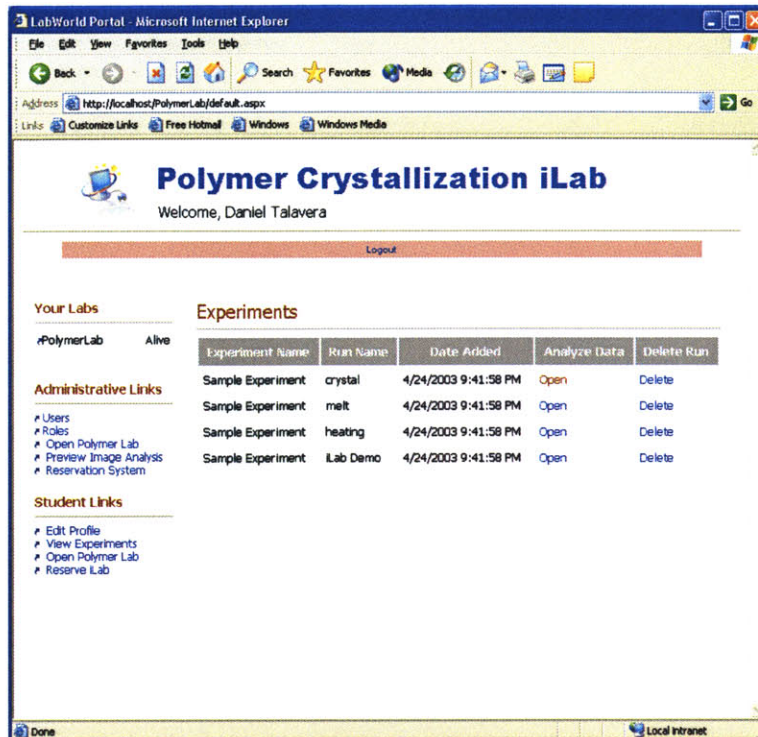 LabWorld Portal - Microsoft Internet Explorer
File Edit View Favorites Tools Help
Back Search Favorites Media
Address http://localhost/PolymerLab/default.aspx Go
Links Customize Links Free Hotmail Windows Windows Media
Polymer Crystallization iLab
Welcome, Daniel Talavera
Logout
Your Labs
PolymerLab Alive
Administrative Links
Users
Roles
Open Polymer Lab
Preview Image Analysis
Reservation System
Student Links
Edit Profile
View Experiments
Open Polymer Lab
Reserve iLab
Experiments
Experiment Name Run Name Date Added Analyze Data Delete Run
Sample Experiment crystal 4/24/2003 9:41:58 PM Open Delete
Sample Experiment melt 4/24/2003 9:41:58 PM Open Delete
Sample Experiment heating 4/24/2003 9:41:58 PM Open Delete
Sample Experiment iLab Demo 4/24/2003 9:41:58 PM Open Delete
Done Local intranet